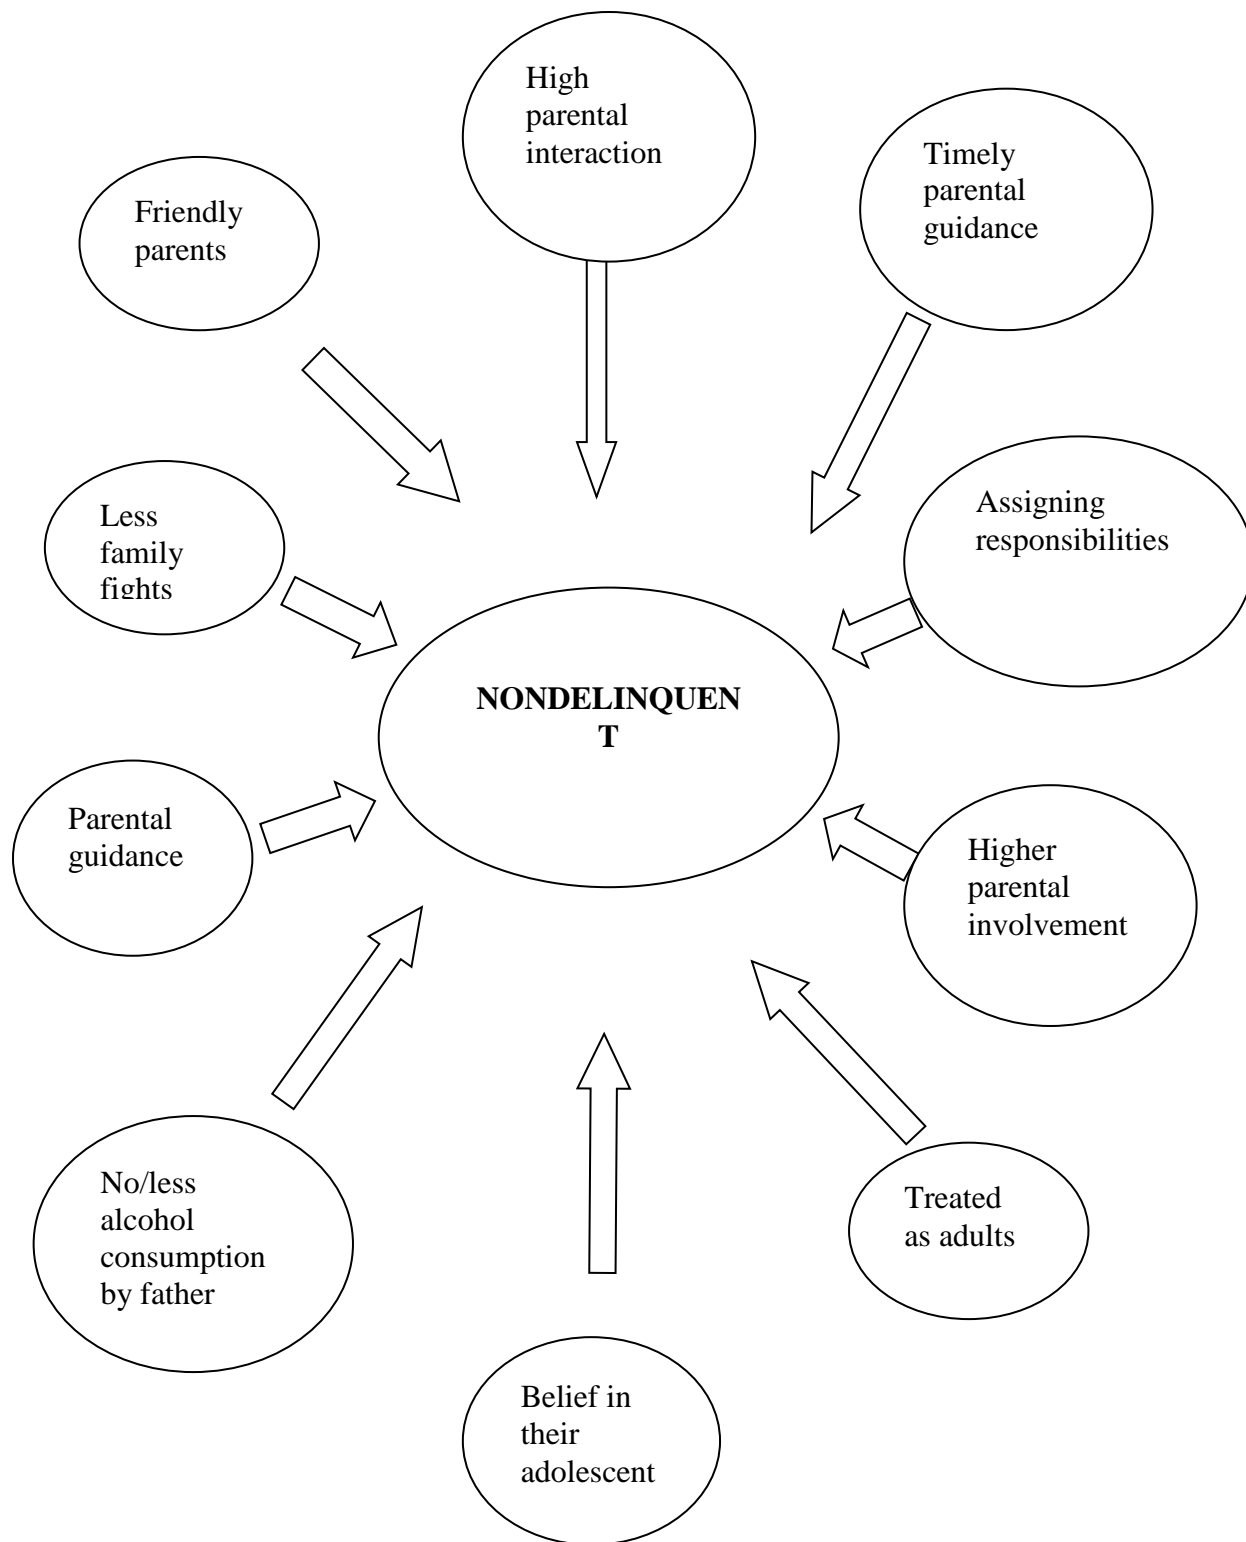 High
parental
interaction
Timely
parental
guidance
Friendly
parents
Assigning
responsibilities
Less
family
fights
NONDELINQUEN
T
Parental
guidance
Higher
parental
involvement
No/less
alcohol
consumption
by father
Treated
as adults
Belief in
their
adolescent